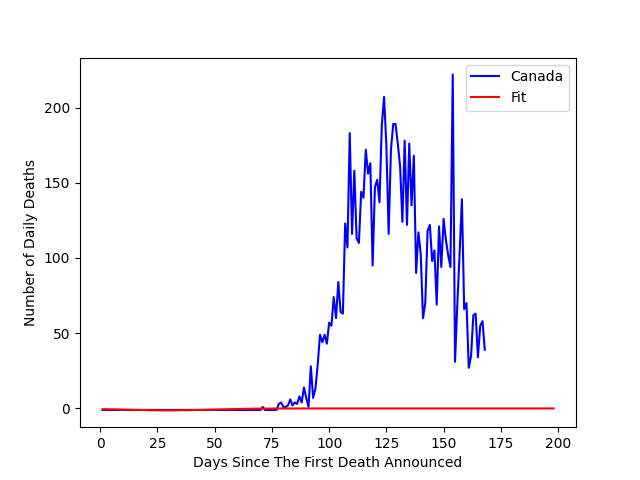 Canada
Fit
Number of Daily Deaths
200
150
100
50
0
0 25 50 75 100 125 150 175 200
Days Since The First Death Announced